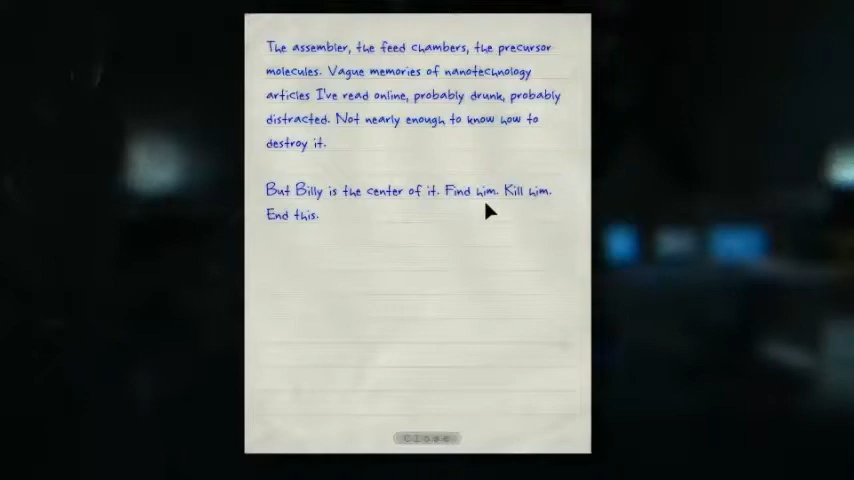 The assembler, the feed chambers, the precursor
molecules. Vague memories of nanotechnology
articles I've read online, probably drunk, probably
distracted. Not nearly enough to know how to
destroy it.
But Billy is the center of it. Find him. Kill him.
End this.
Close